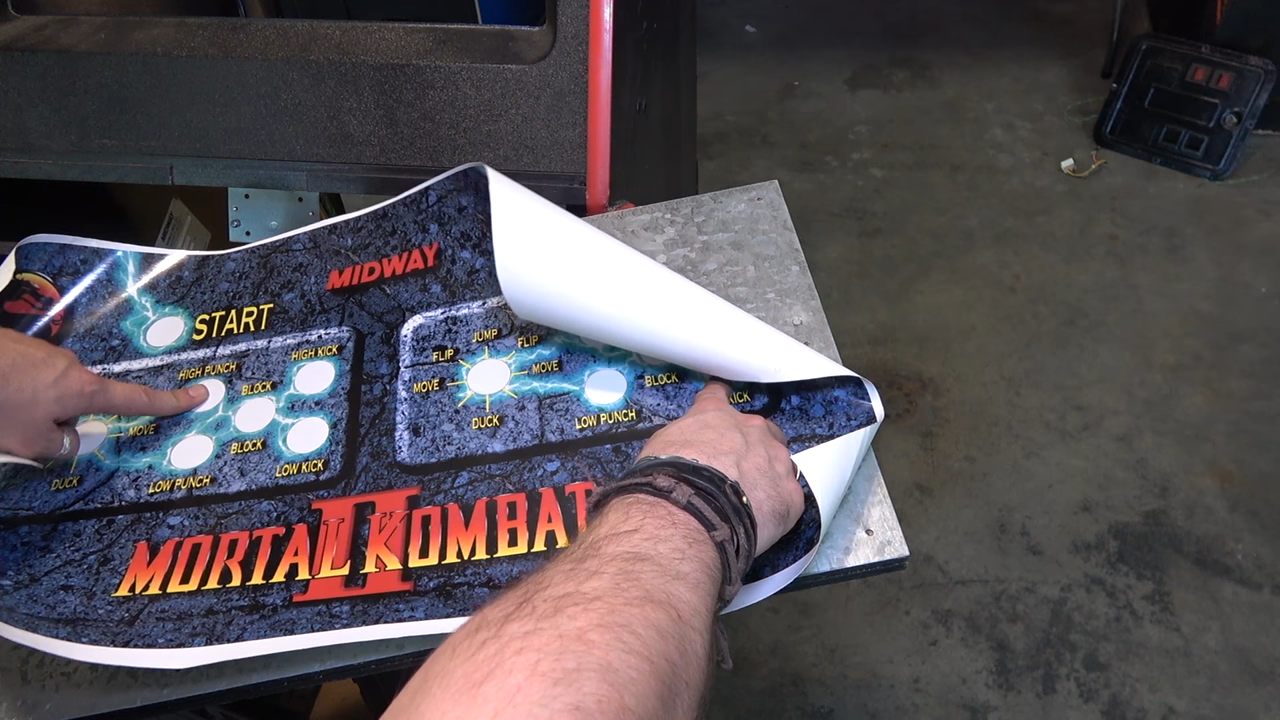 MIDWAY
START
HIGH PUNCH
BLOCK
HIGH KICK
MOVE
DUCK
LOW PUNCH
BLOCK
LOW KICK
FLIP
JUMP
FLIP
MOVE
MOVE
DUCK
LOW PUNCH
BLOCK
KICK
MORTAL KOMBAT
II